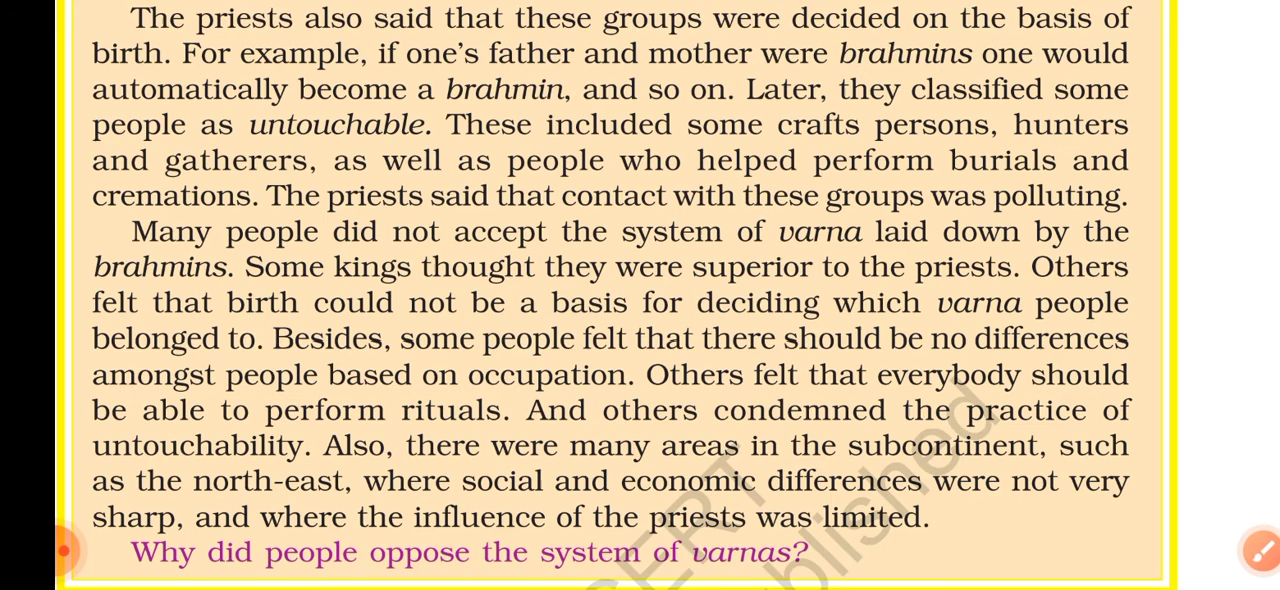 The priests also said that these groups were decided on the basis of
birth. For example, if one’s father and mother were brahmins one would
automatically become a brahmin, and so on. Later, they classified some
people as untouchable. These included some crafts persons, hunters
and gatherers, as well as people who helped perform burials and
cremations. The priests said that contact with these groups was polluting.
Many people did not accept the system of varna laid down by the
brahmins. Some kings thought they were superior to the priests. Others
felt that birth could not be a basis for deciding which varna people
belonged to. Besides, some people felt that there should be no differences
amongst people based on occupation. Others felt that everybody should
be able to perform rituals. And others condemned the practice of
untouchability. Also, there were many areas in the subcontinent, such
as the north-east, where social and economic differences were not very
sharp, and where the influence of the priests was limited.
Why did people oppose the system of varnas?